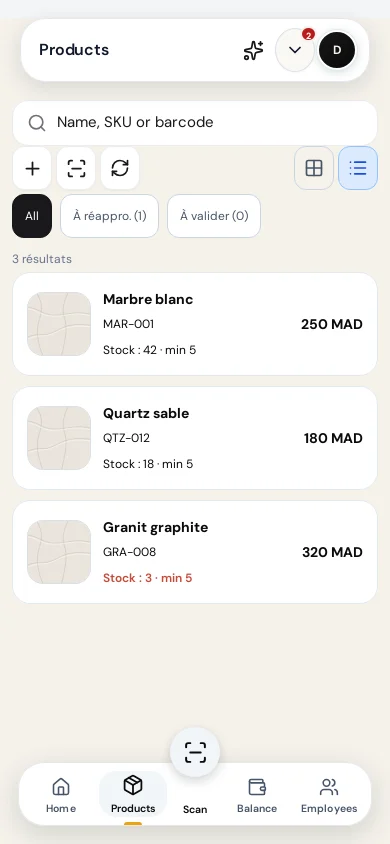 Products
2
D
Name, SKU or barcode
All
À réappro. (1)
À valider (0)
3 résultats
Marbre blanc
MAR-001
250 MAD
Stock : 42 · min 5
Quartz sable
QTZ-012
180 MAD
Stock : 18 · min 5
Granit graphite
GRA-008
320 MAD
Stock : 3 · min 5
Home
Products
Scan
Balance
Employees